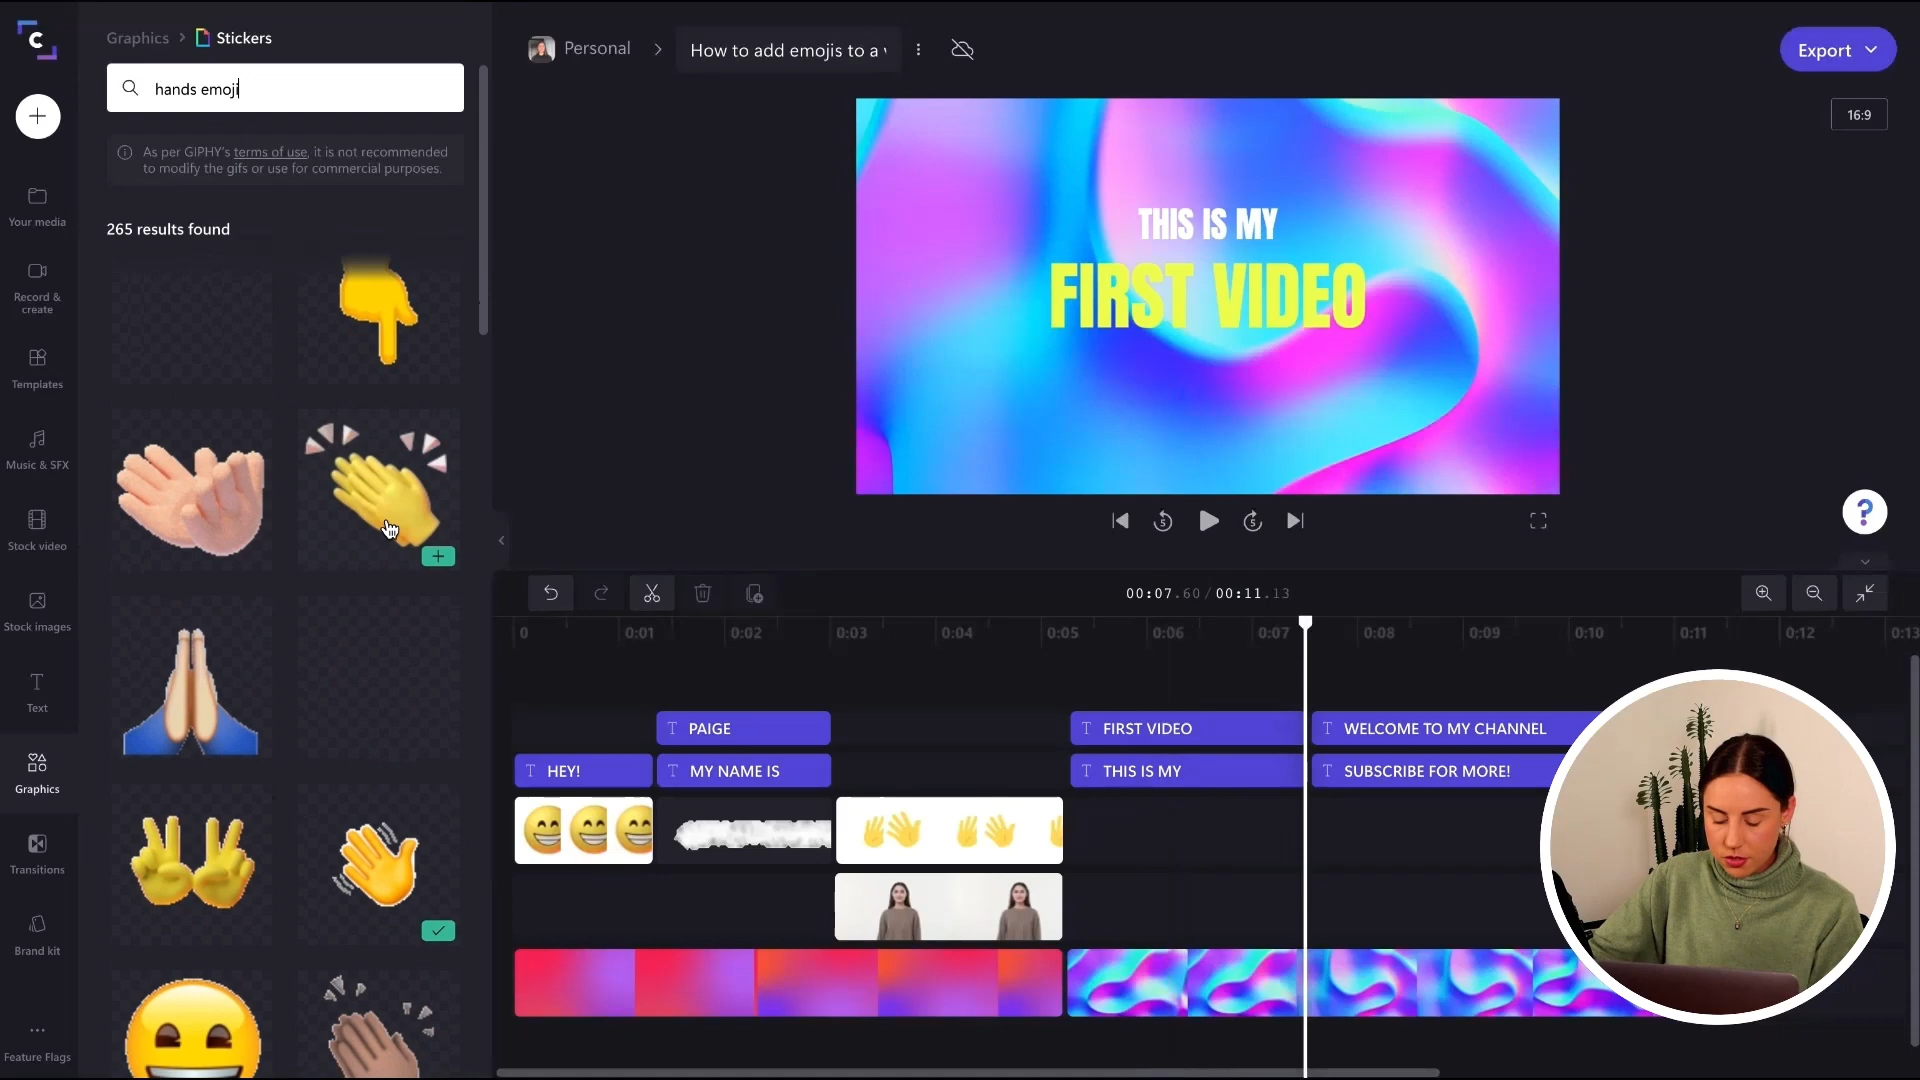 Graphics > Stickers
hands emoji
As per GIPHY's terms of use, it is not recommended
to modify the gifs or use for commercial purposes.
265 results found
Your media
Record &
create
Templates
Music & SFX
Stock video
Stock images
Text
Graphics
Transitions
Brand kit
Feature Flags
Personal
How to add emojis to a
Export
16:9
THIS IS MY
FIRST VIDEO
5
5
?
00:07.60/00:11.13
0 0:01 0:02 0:03 0:04 0:05 0:06 0:07 0:08 0:09 0:10 0:11 0:12 0:13
T PAIGE
T FIRST VIDEO
T WELCOME TO MY CHANNEL
T HEY!
T MY NAME IS
T THIS IS MY
T SUBSCRIBE FOR MORE!